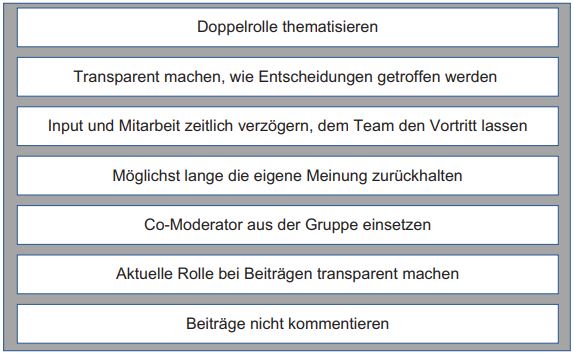 Doppelrolle thematisieren
Transparent machen, wie Entscheidungen getroffen werden
Input und Mitarbeit zeitlich verzögern, dem Team den Vortritt lassen
Möglichst lange die eigene Meinung zurückhalten
Co-Moderator aus der Gruppe einsetzen
Aktuelle Rolle bei Beiträgen transparent machen
Beiträge nicht kommentieren